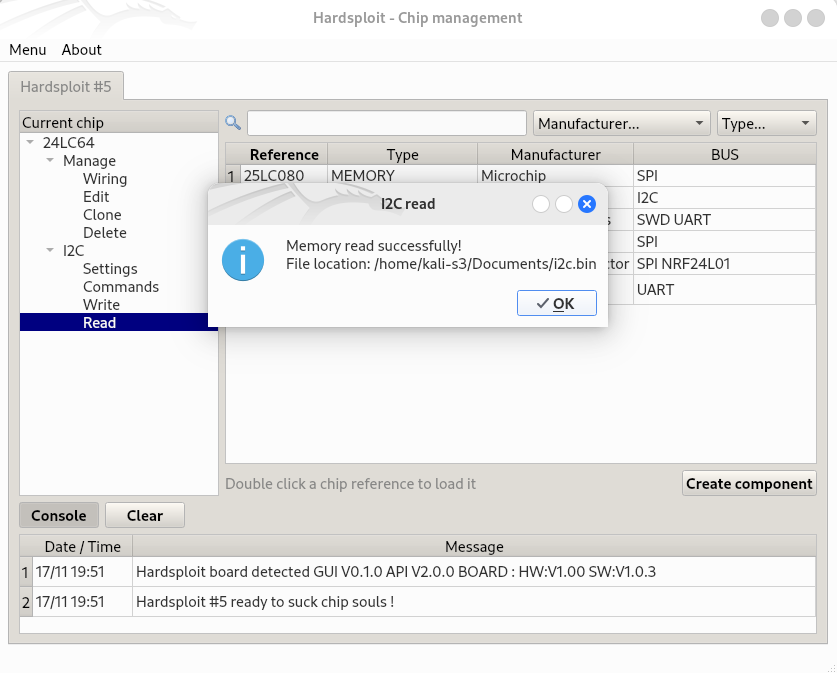 Hardsploit - Chip management
Menu About
Hardsploit #5
Current chip
24LC64
Manage
Wiring
Edit
Clone
Delete
I2C
Settings
Commands
Write
Read
Manufacturer... Type...
Reference Type Manufacturer BUS
1 25LC080 MEMORY Microchip SPI
I2C
s SWD UART
SPI
tor SPI NRF24L01
UART
I2C read
Memory read successfully!
File location: /home/kali-s3/Documents/i2c.bin
OK
Double click a chip reference to load it
Create component
Console Clear
Date / Time Message
1 17/11 19:51 Hardsploit board detected GUI V0.1.0 API V2.0.0 BOARD : HW:V1.00 SW:V1.0.3
2 17/11 19:51 Hardsploit #5 ready to suck chip souls !